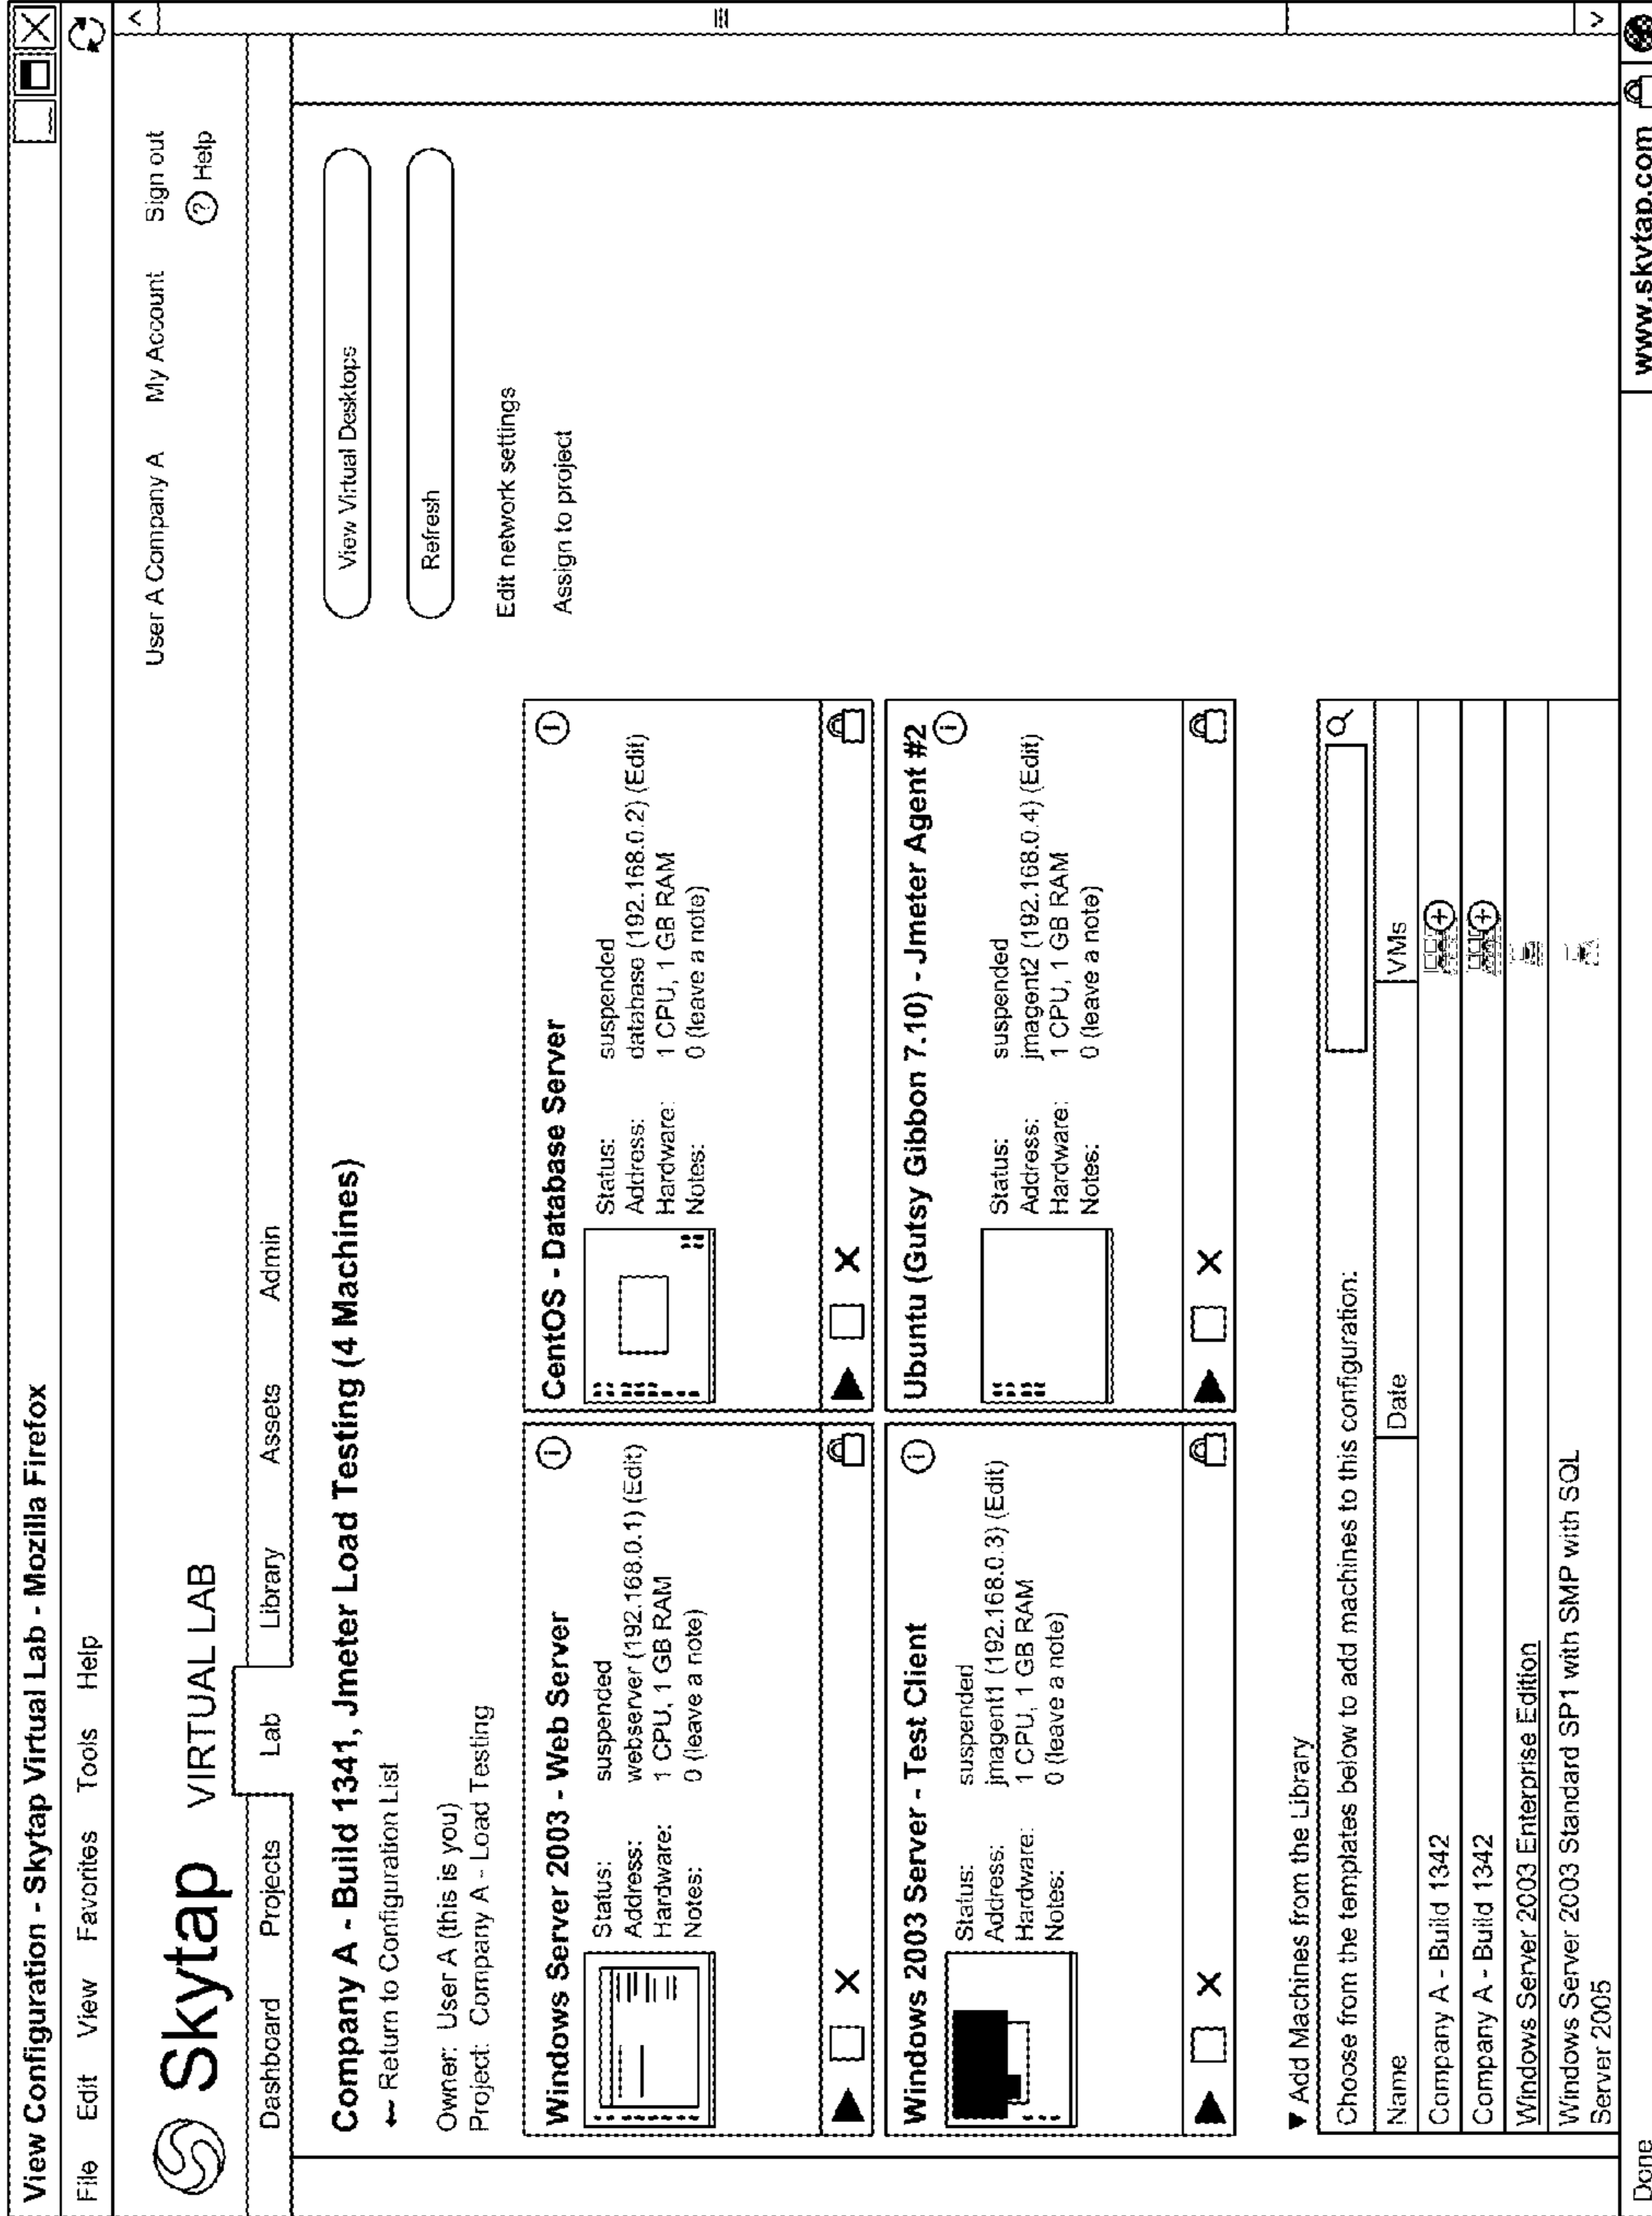 View Configuration - Skytap Virtual Lab - Mozilla Firefox
File Edit View Favorites Tools Help
Skytap VIRTUAL LAB
User A Company A My Account Sign out
? Help
Dashboard Projects Lab Library Assets Admin
Company A - Build 1341, Jmeter Load Testing (4 Machines)
← Return to Configuration List
Owner: User A (this is you)
Project: Company A - Load Testing
View Virtual Desktops
Refresh
Edit network settings
Assign to project
Windows Server 2003 - Web Server
Status: suspended
Address: webserver (192.168.0.1) (Edit)
Hardware: 1 CPU, 1 GB RAM
Notes: 0 (leave a note)
CentOS - Database Server
Status: suspended
Address: database (192.168.0.2) (Edit)
Hardware: 1 CPU, 1 GB RAM
Notes: 0 (leave a note)
Windows 2003 Server - Test Client
Status: suspended
Address: jmagent1 (192.168.0.3) (Edit)
Hardware: 1 CPU, 1 GB RAM
Notes: 0 (leave a note)
Ubuntu (Gutsy Gibbon 7.10) - Jmeter Agent #2
Status: suspended
Address: jmagent2 (192.168.0.4) (Edit)
Hardware: 1 CPU, 1 GB RAM
Notes: 0 (leave a note)
▼ Add Machines from the Library
Choose from the templates below to add machines to this configuration:
Name Date VMs
Company A - Build 1342
Company A - Build 1342
Windows Server 2003 Enterprise Edition
Windows Server 2003 Standard SP1 with SMP with SQL
Server 2005
Done www.skytap.com